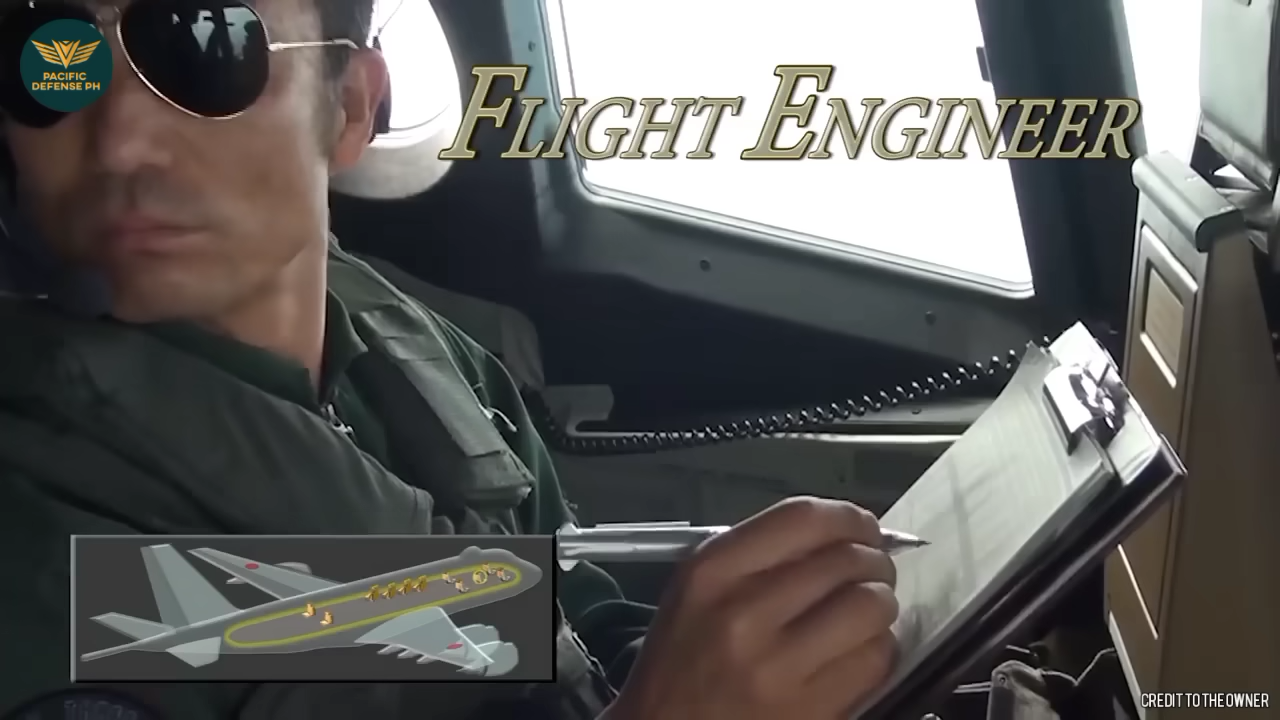 PACIFIC
DEFENSE PH
FLIGHT ENGINEER
CREDIT TO THE OWNER